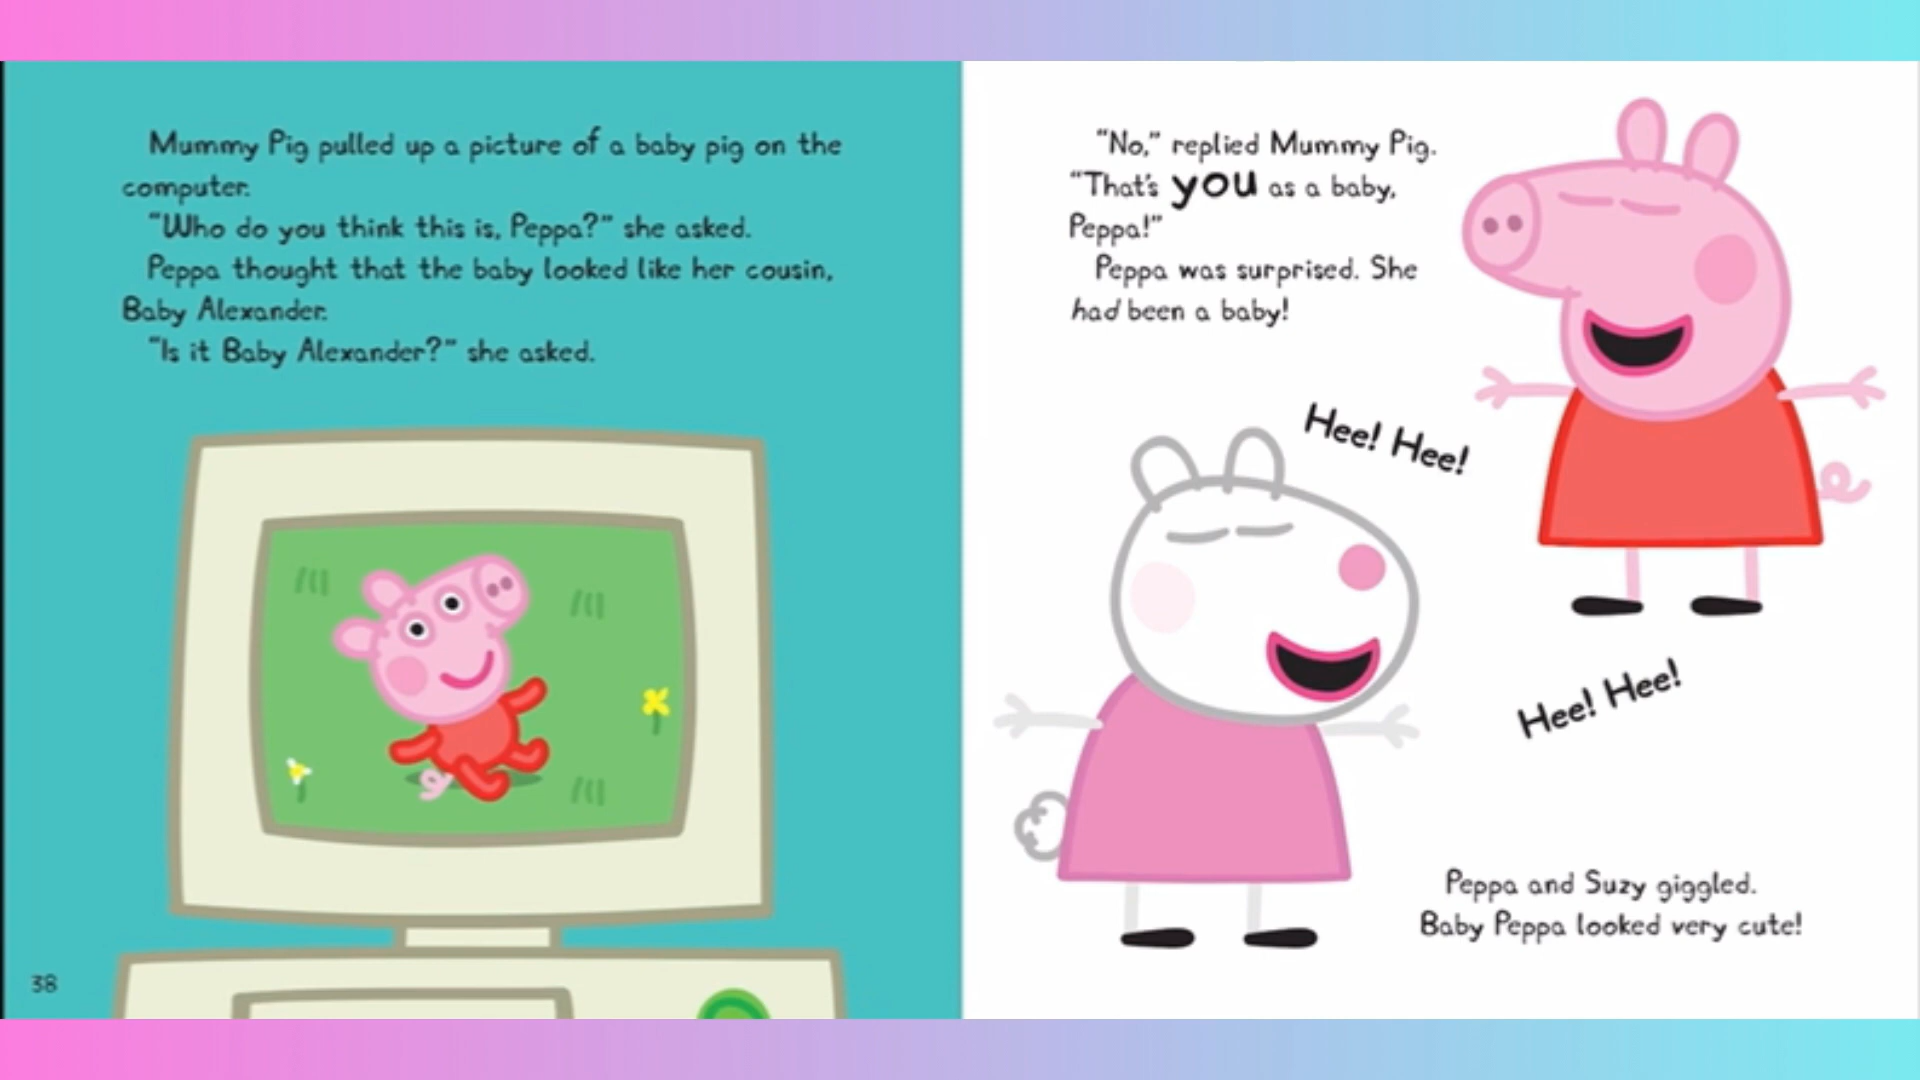 Mummy Pig pulled up a picture of a baby pig on the
computer.
"Who do you think this is, Peppa?" she asked.
Peppa thought that the baby looked like her cousin,
Baby Alexander.
"Is it Baby Alexander?" she asked.
38
"No," replied Mummy Pig.
"That's you as a baby,
Peppa!"
Peppa was surprised. She
had been a baby!
Hee! Hee!
Hee! Hee!
Peppa and Suzy giggled.
Baby Peppa looked very cute!